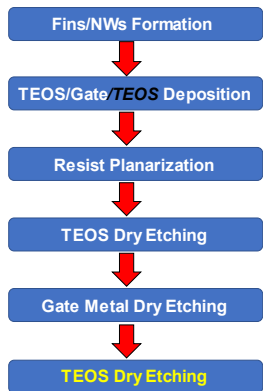 Fins/NWs Formation
TEOS/Gate/TEOS Deposition
Resist Planarization
TEOS Dry Etching
Gate Metal Dry Etching
TEOS Dry Etching